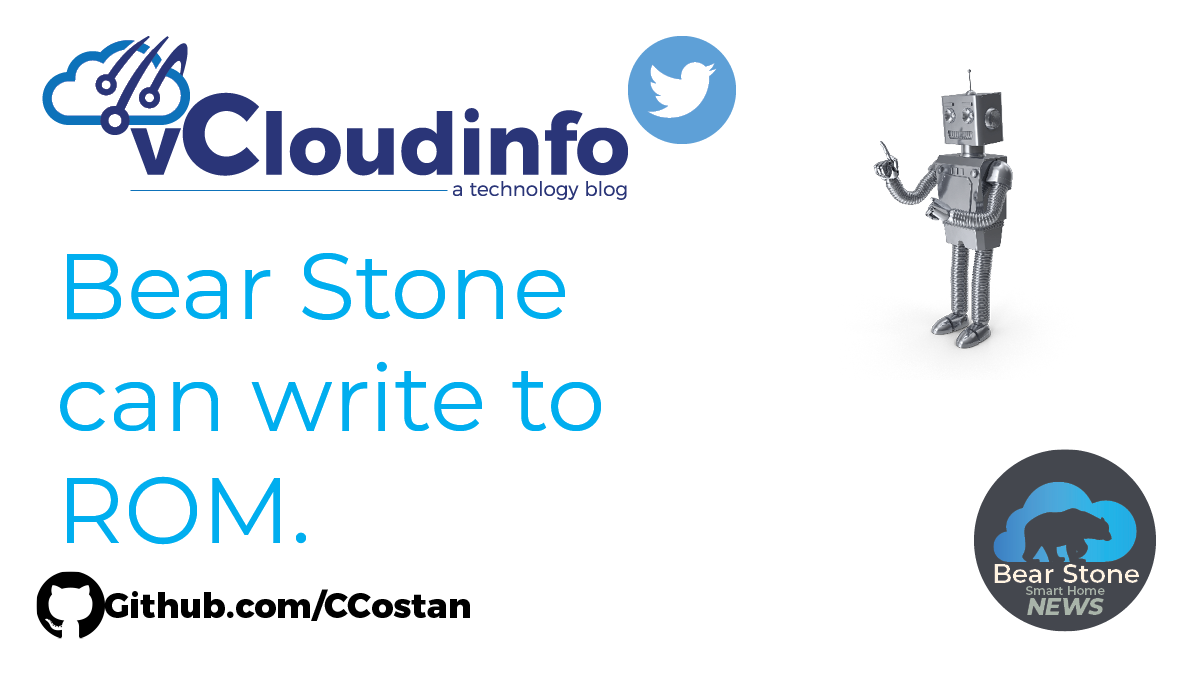 vCloudinfo
a technology blog
Bear Stone
can write to
ROM.
Github.com/CCostan
Bear Stone
Smart Home
NEWS